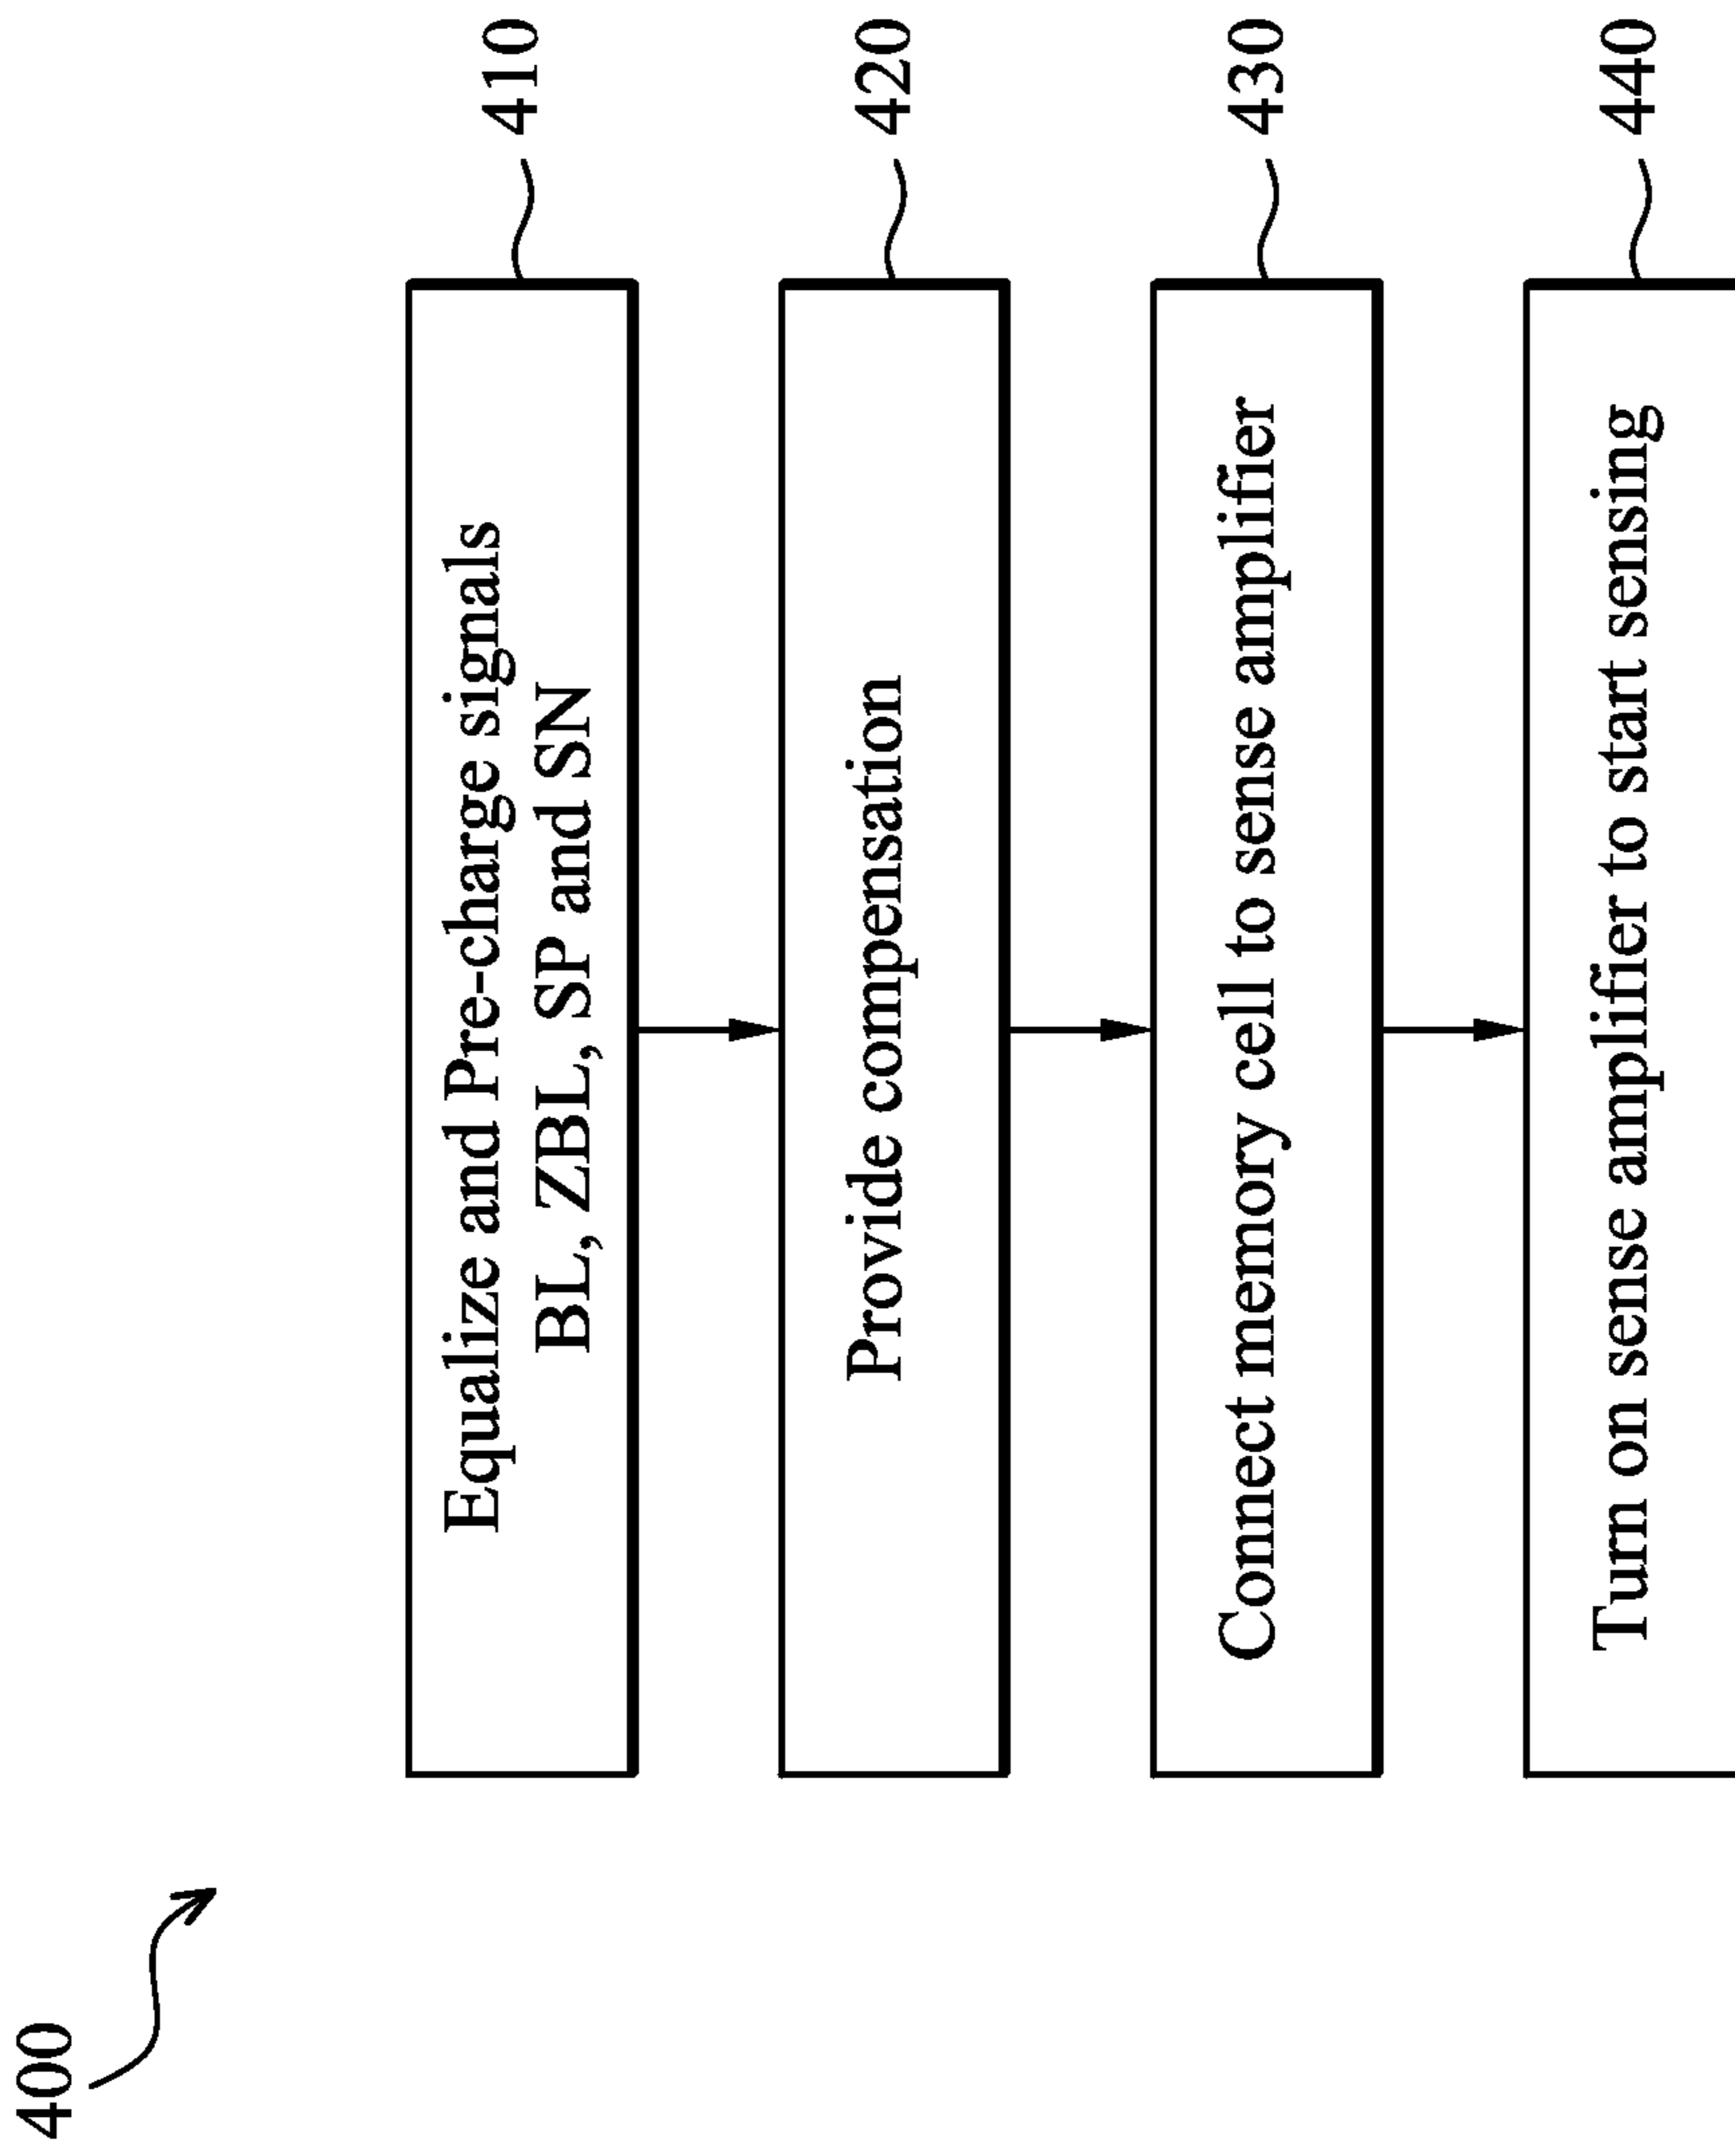 400
Equalize and Pre-charge signals
BL, ZBL, SP and SN
410
Provide compensation
420
Connect memory cell to sense amplifier
430
Turn on sense amplifier to start sensing
440